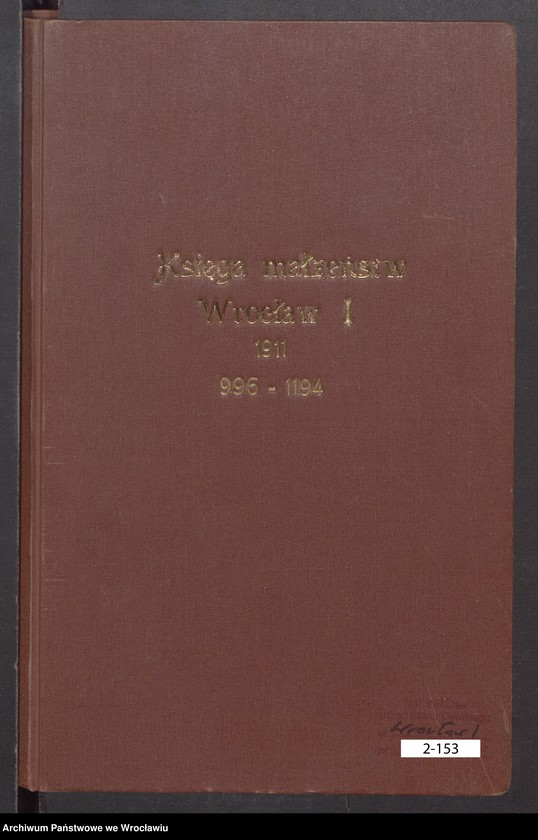 Księga małżeństw
Wrocław I
1911
996 - 1194
Wrocław I
2-153
Archiwum Państwowe we Wrocławiu